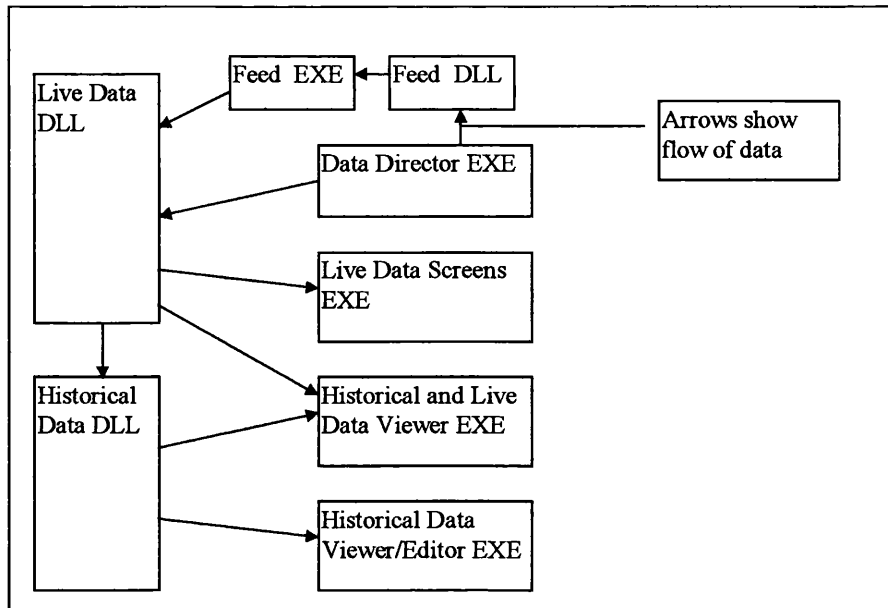 Feed EXE
Feed DLL
Live Data
DLL
Arrows show
flow of data
Data Director EXE
Live Data Screens
EXE
Historical
Data DLL
Historical and Live
Data Viewer EXE
Historical Data
Viewer/Editor EXE